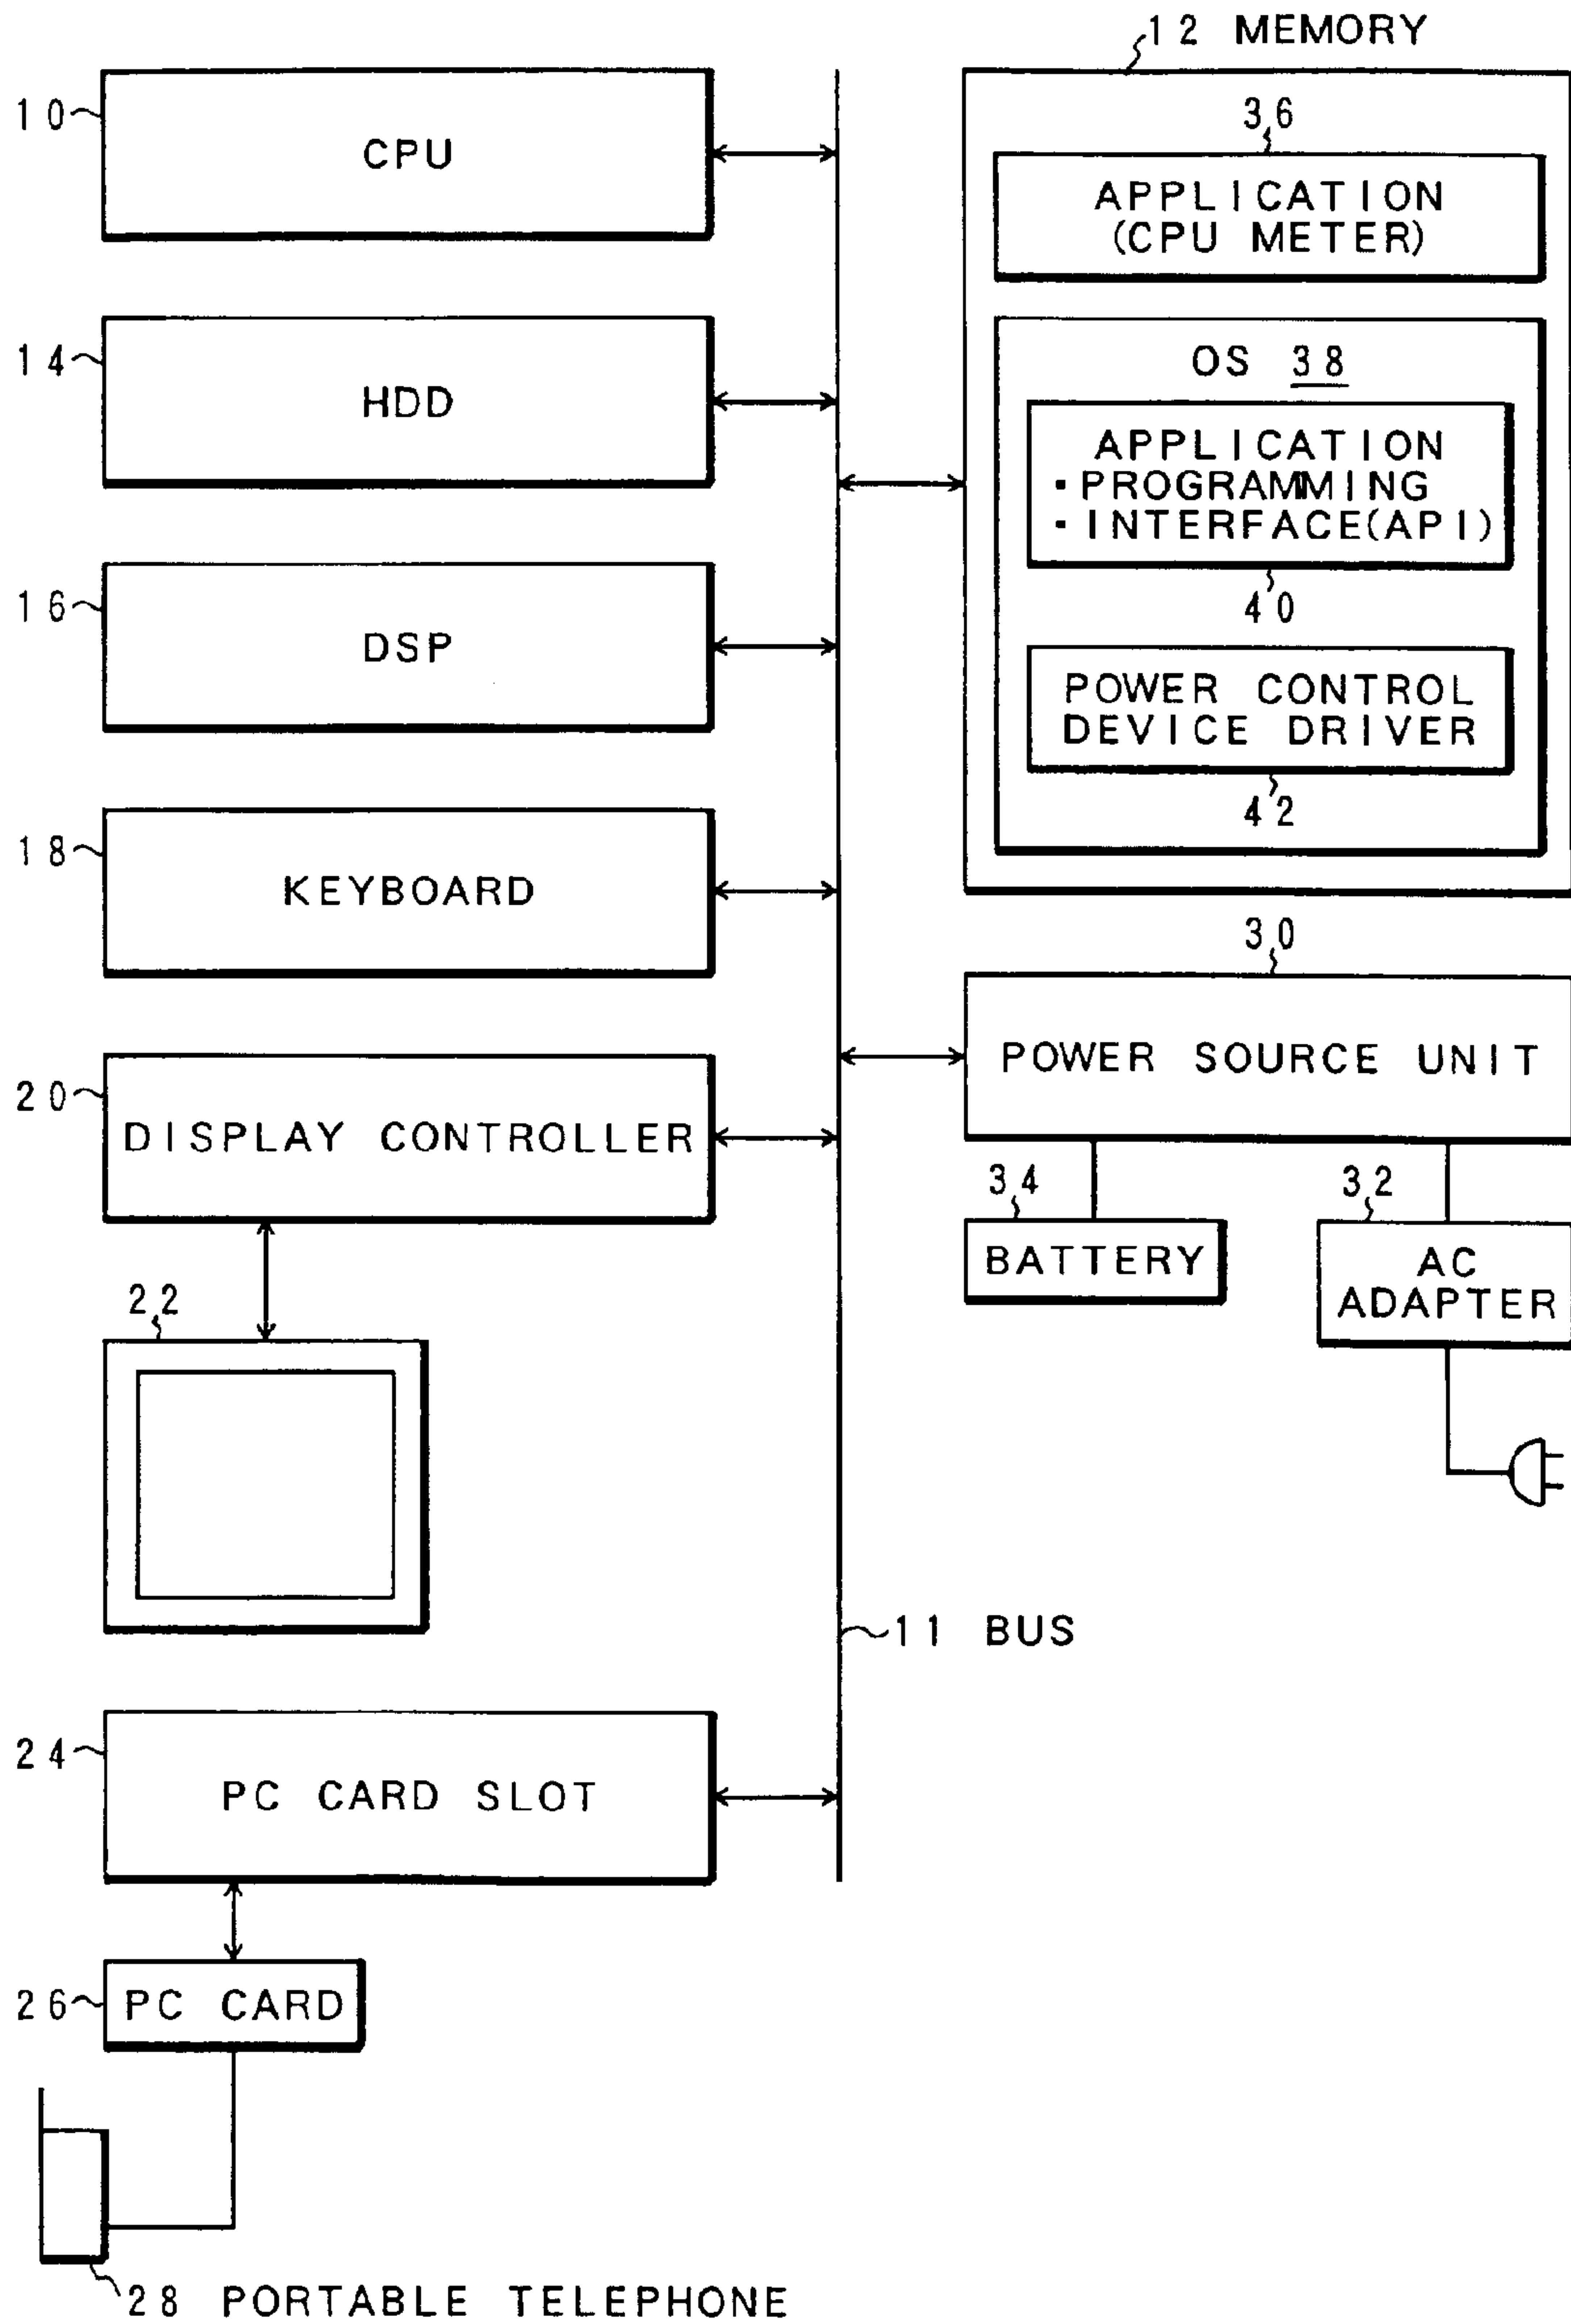 12 MEMORY
10
CPU
36
APPLICATION
(CPU METER)
14
HDD
OS 38
APPLICATION
・PROGRAMMING
・INTERFACE(API)
40
16
DSP
POWER CONTROL
DEVICE DRIVER
42
18
KEYBOARD
30
POWER SOURCE UNIT
20
DISPLAY CONTROLLER
34
BATTERY
32
AC
ADAPTER
22
11 BUS
24
PC CARD SLOT
26
PC CARD
28 PORTABLE TELEPHONE